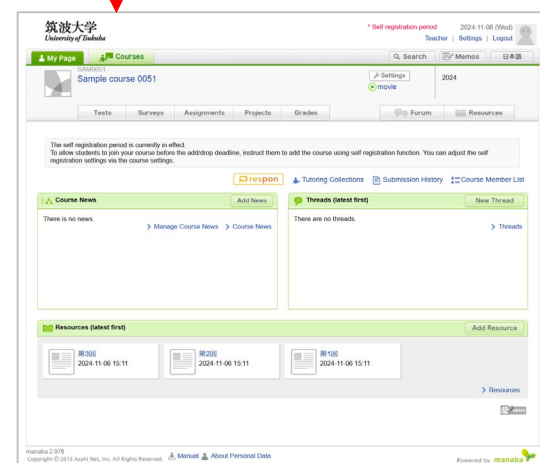 筑波大学
University of Tsukuba
* Self registration period 2024-11-06 (Wed)
Teacher | Settings | Logout
My Page Courses Search Memos 日本語
SAM0051
Sample course 0051
Settings
movie
2024
Tests Surveys Assignments Projects Grades Forum Resources
The self registration period is currently in effect.
To allow students to join your course before the add/drop deadline, instruct them to add the course using self registration function. You can adjust the self
registration settings via the course settings.
respon Tutoring Collections Submission History Course Member List
Course News Add News
There is no news.
Manage Course News Course News
Threads (latest first) New Thread
There are no threads.
Threads
Resources (latest first) Add Resource
第3回
2024-11-06 15:11
第2回
2024-11-06 15:11
第1回
2024-11-06 15:11
Resources
MEMO
manaba 2.976
Copyright © 2013 Asahi Net, Inc. All Rights Reserved. Manual About Personal Data
Powered by manaba